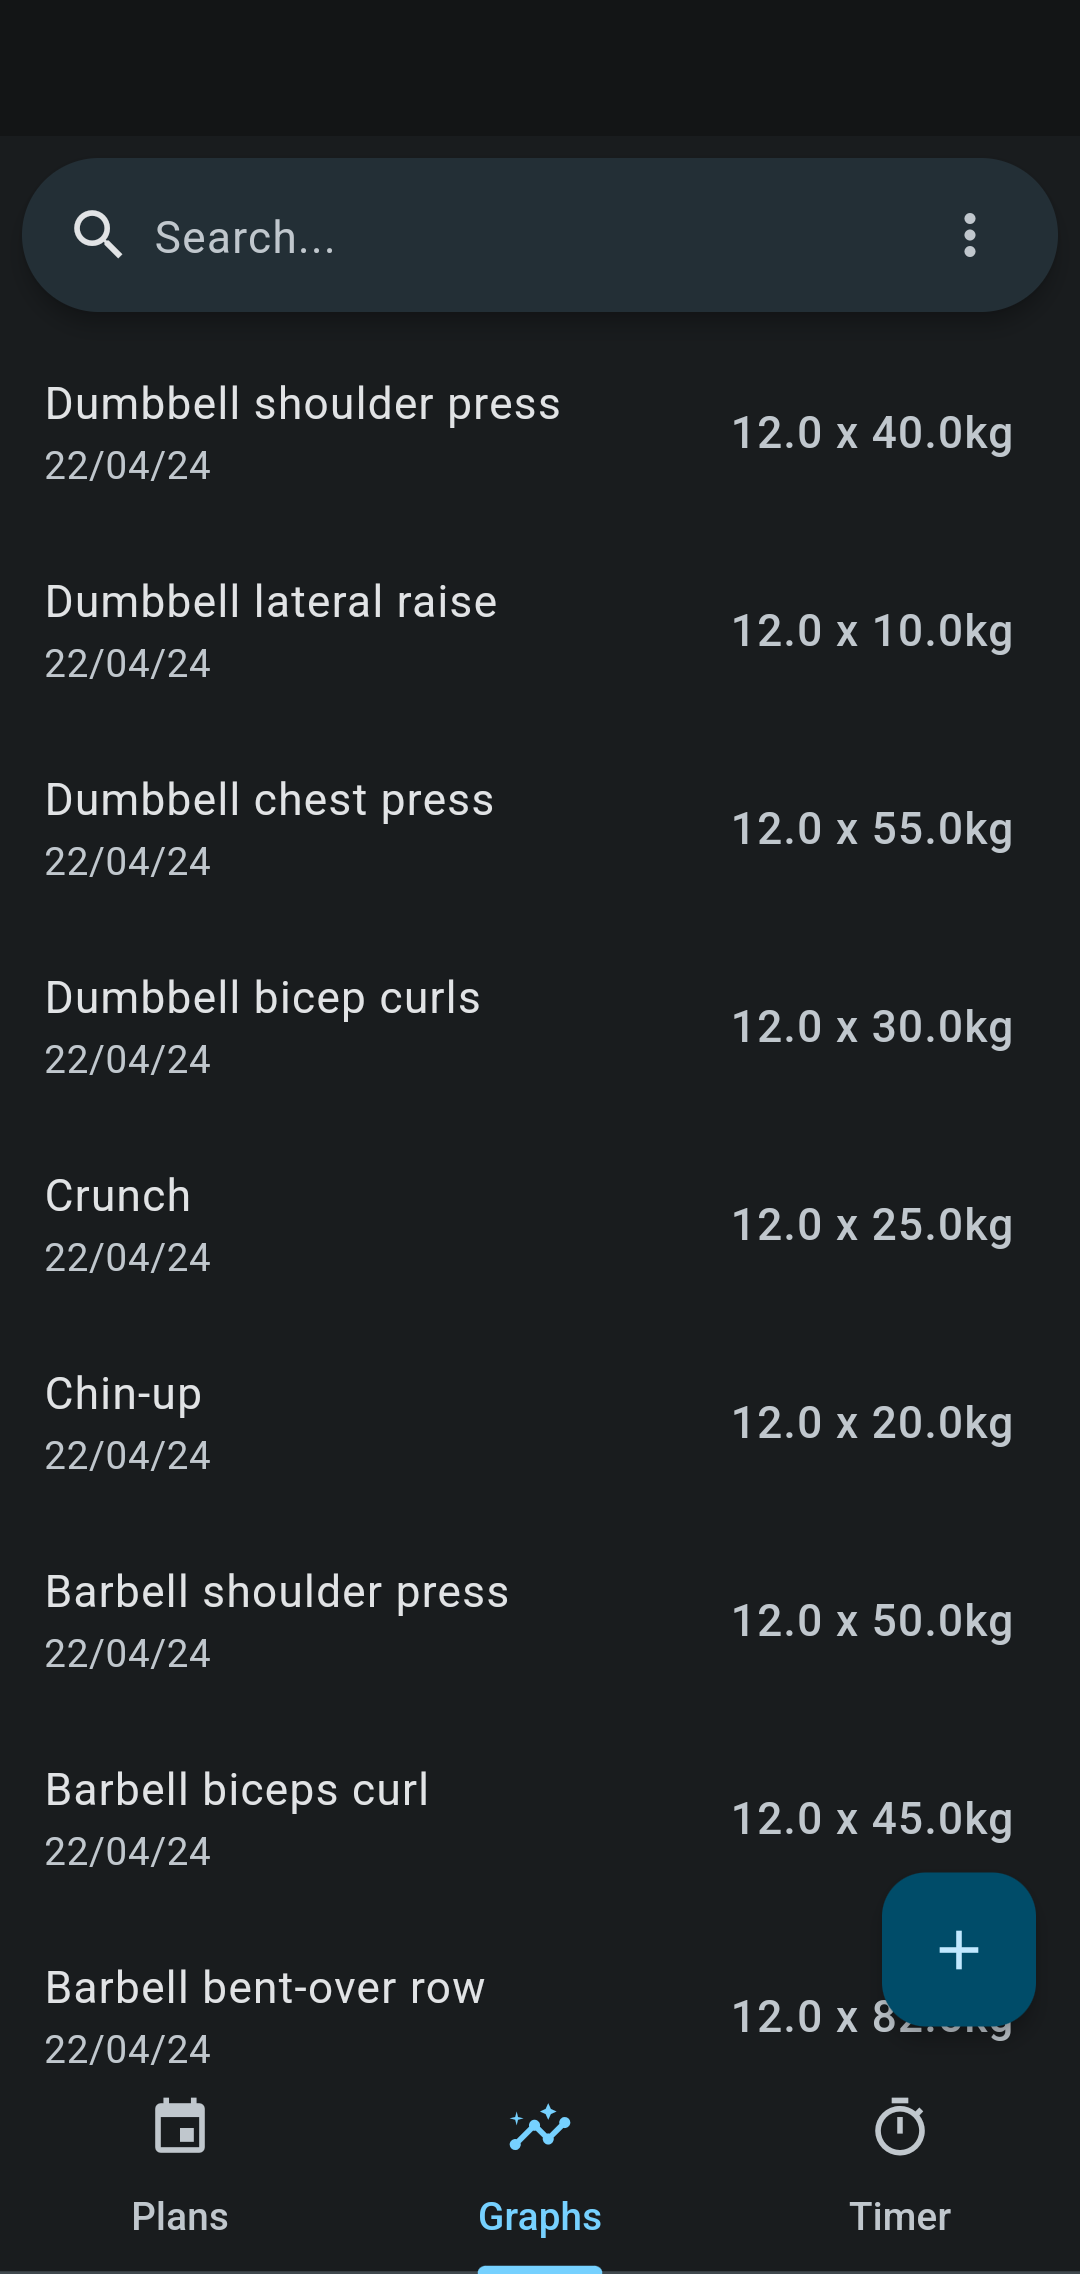 Search...
Dumbbell shoulder press
12.0 x 40.0kg
22/04/24
Dumbbell lateral raise
12.0 x 10.0kg
22/04/24
Dumbbell chest press
12.0 x 55.0kg
22/04/24
Dumbbell bicep curls
12.0 x 30.0kg
22/04/24
Crunch
12.0 x 25.0kg
22/04/24
Chin-up
12.0 x 20.0kg
22/04/24
Barbell shoulder press
12.0 x 50.0kg
22/04/24
Barbell biceps curl
12.0 x 45.0kg
22/04/24
Barbell bent-over row
12.0 x
22/04/24
Plans
Graphs
Timer